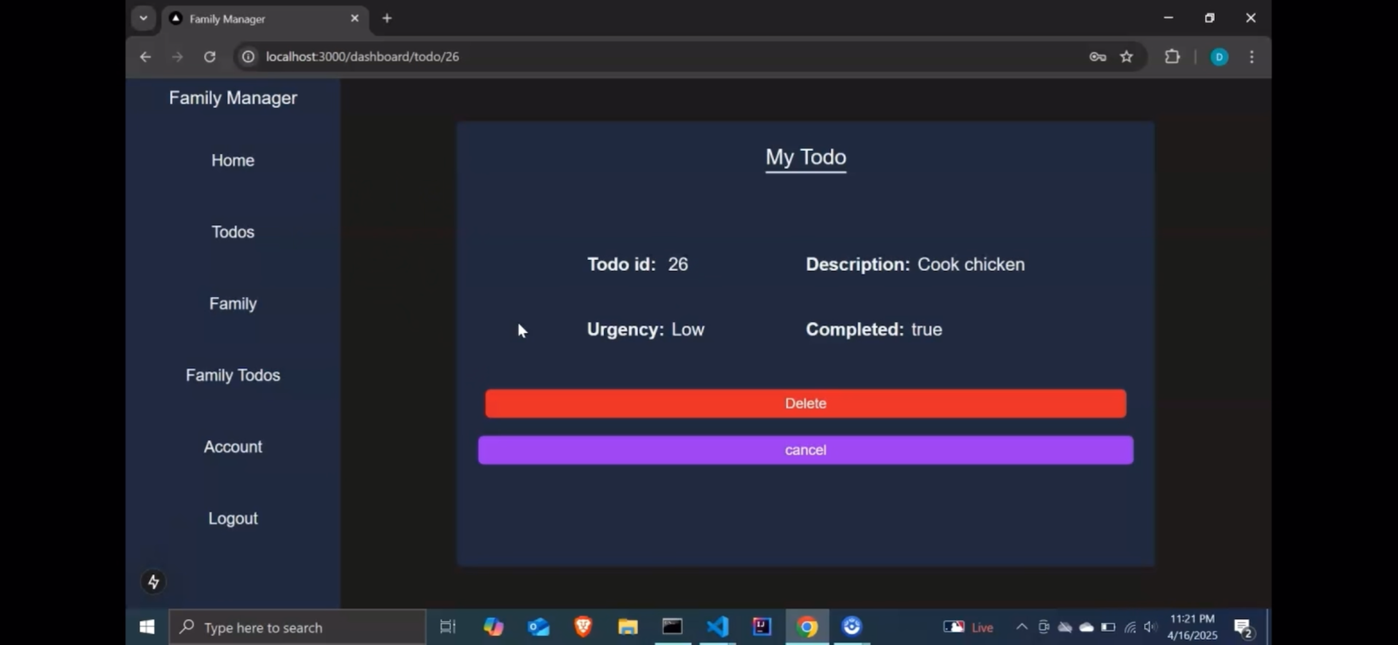 Family Manager
localhost:3000/dashboard/todo/26
D
Family Manager
Home
Todos
Family
Family Todos
Account
Logout
My Todo
Todo id: 26
Description: Cook chicken
Urgency: Low
Completed: true
Delete
cancel
Type here to search
Live
11:21 PM
4/16/2025
2